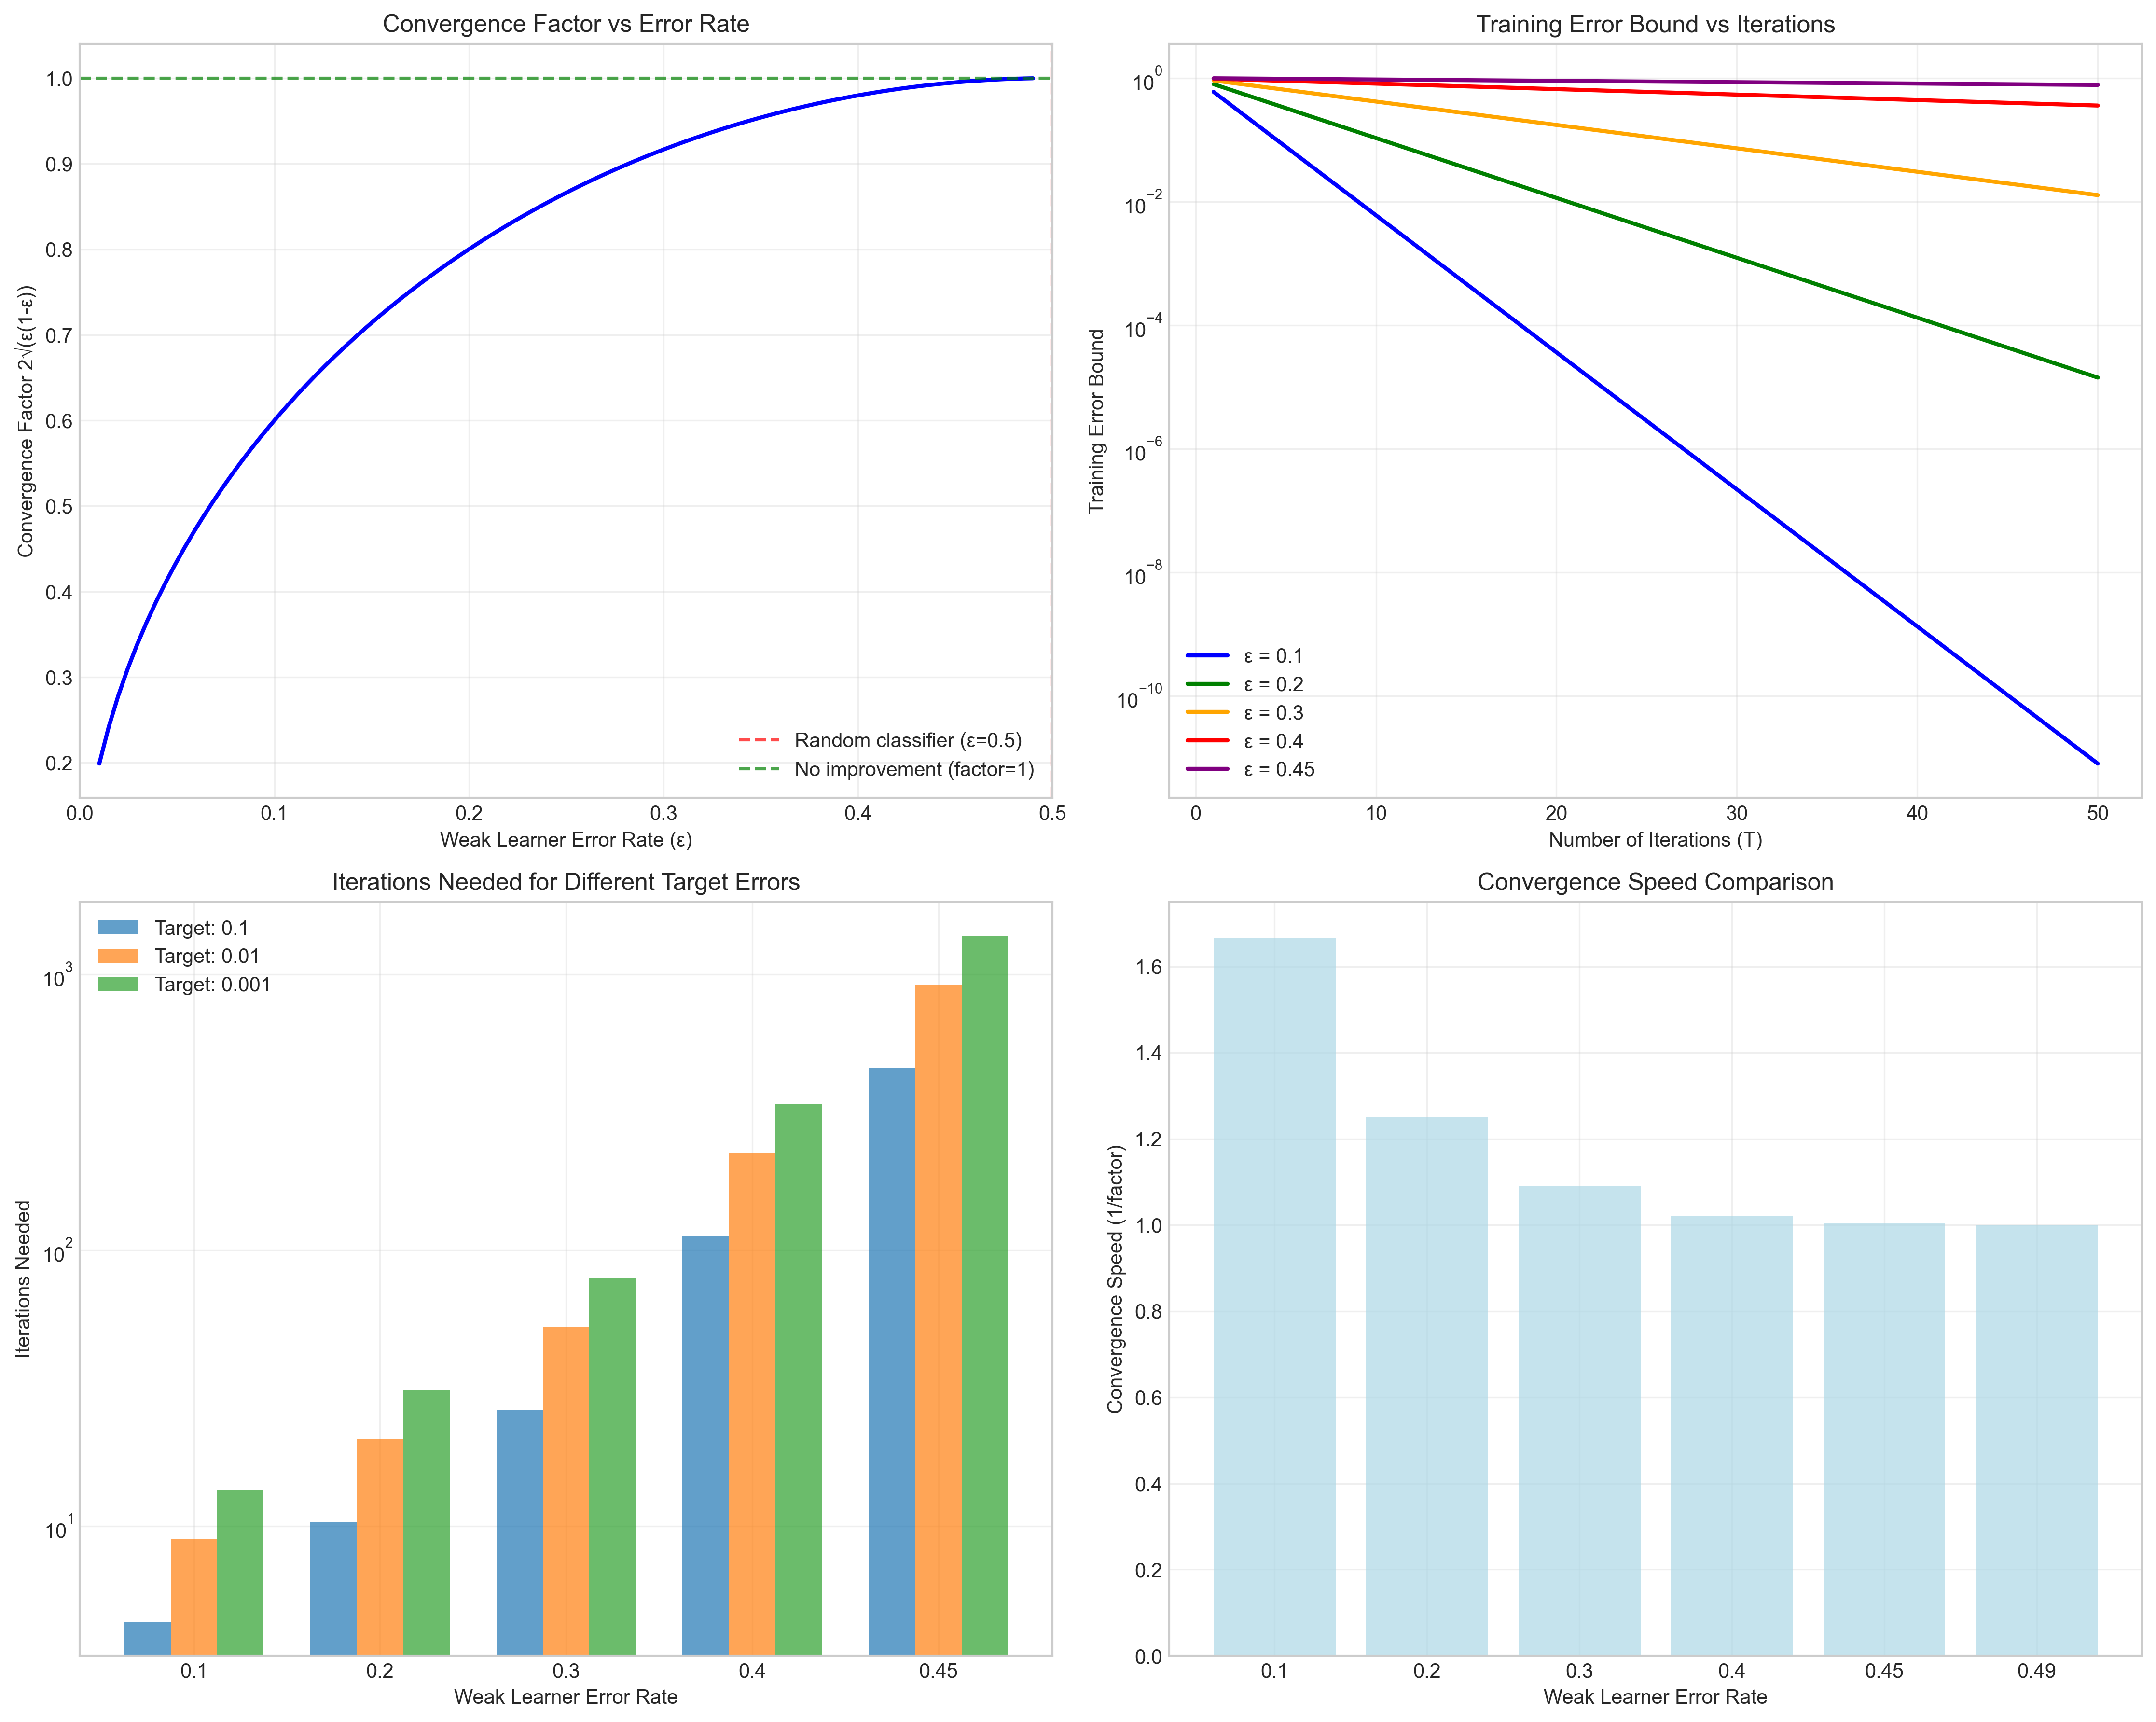 Convergence Factor vs Error Rate
Convergence Factor 2√(ε(1-ε))
1.0
0.9
0.8
0.7
0.6
0.5
0.4
0.3
0.2
0.0
0.1
0.2
0.3
0.4
0.5
Weak Learner Error Rate (ε)
Random classifier (ε=0.5)
No improvement (factor=1)
Training Error Bound vs Iterations
Training Error Bound
10⁰
10⁻²
10⁻⁴
10⁻⁶
10⁻⁸
10⁻¹⁰
ε = 0.1
ε = 0.2
ε = 0.3
ε = 0.4
ε = 0.45
0
10
20
30
40
50
Number of Iterations (T)
Iterations Needed for Different Target Errors
Target: 0.1
Target: 0.01
Target: 0.001
Iterations Needed
10³
10²
10¹
0.1
0.2
0.3
0.4
0.45
Weak Learner Error Rate
Convergence Speed Comparison
Convergence Speed (1/factor)
1.6
1.4
1.2
1.0
0.8
0.6
0.4
0.2
0.0
0.1
0.2
0.3
0.4
0.45
0.49
Weak Learner Error Rate